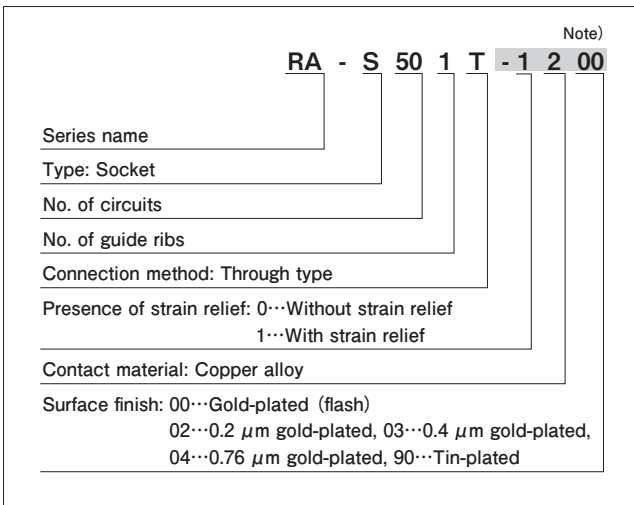 Note)
RA - S 50 1 T - 1 2 00
Series name
Type: Socket
No. of circuits
No. of guide ribs
Connection method: Through type
Presence of strain relief: 0…Without strain relief
1…With strain relief
Contact material: Copper alloy
Surface finish: 00…Gold-plated (flash)
02…0.2 μm gold-plated, 03…0.4 μm gold-plated,
04…0.76 μm gold-plated, 90…Tin-plated